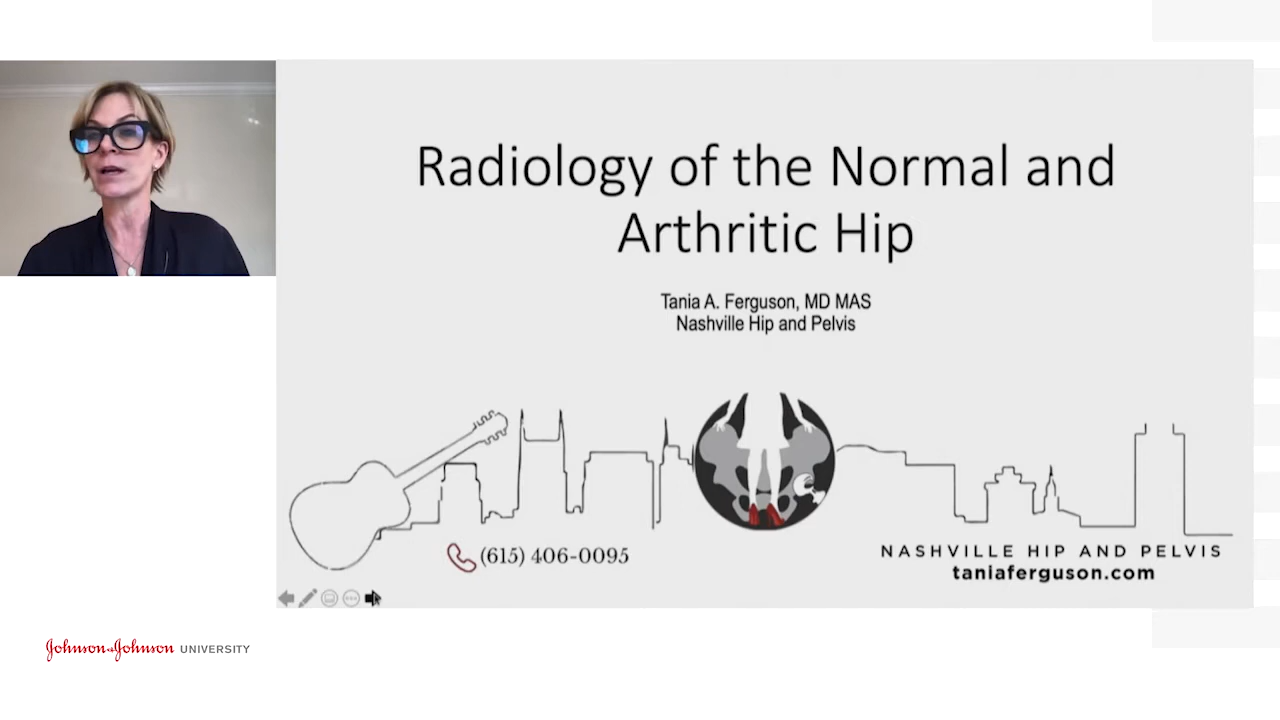 Radiology of the Normal and
Arthritic Hip
Tania A. Ferguson, MD MAS
Nashville Hip and Pelvis
(615) 406-0095
NASHVILLE HIP AND PELVIS
taniaferguson.com
Johnson & Johnson UNIVERSITY